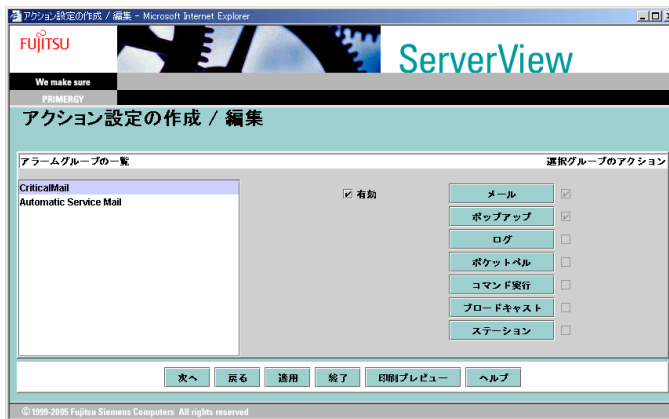 アクション設定の作成 / 編集 - Microsoft Internet Explorer
FUJITSU
ServerView
We make sure
PRIMERGY
アクション設定の作成 / 編集
アラームグループの一覧
選択グループのアクション
CriticalMail
Automatic Service Mail
有効
メール
ポップアップ
ログ
ポケットベル
コマンド実行
ブロードキャスト
ステーション
次へ
戻る
適用
終了
印刷プレビュー
ヘルプ
© 1999-2005 Fujitsu Siemens Computers All rights reserved